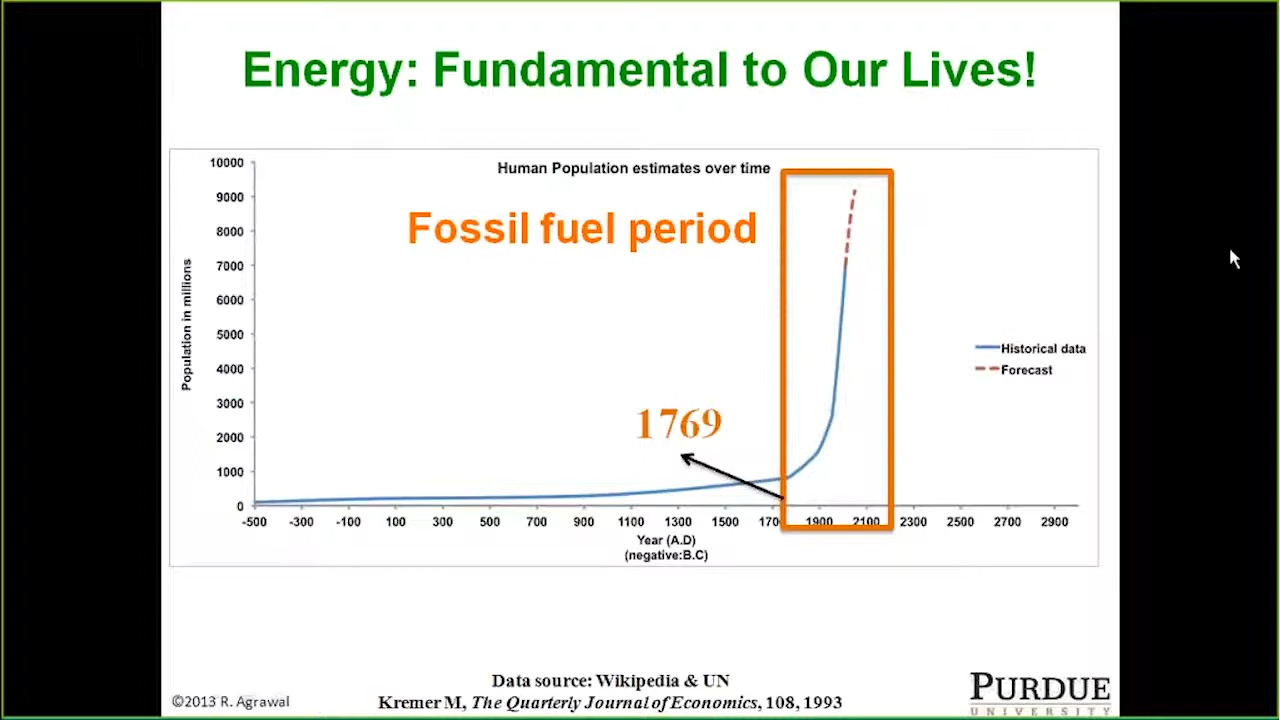 Energy: Fundamental to Our Lives!
Human Population estimates over time
Fossil fuel period
10000
9000
8000
7000
6000
5000
4000
3000
2000
1000
0
Population in millions
1769
Historical data
Forecast
-500 -300 -100 100 300 500 700 900 1100 1300 1500 1700 1900 2100 2300 2500 2700 2900
Year (A.D)
(negative:B.C)
Data source: Wikipedia & UN
Kremer M, The Quarterly Journal of Economics, 108, 1993
©2013 R. Agrawal
PURDUE
UNIVERSITY